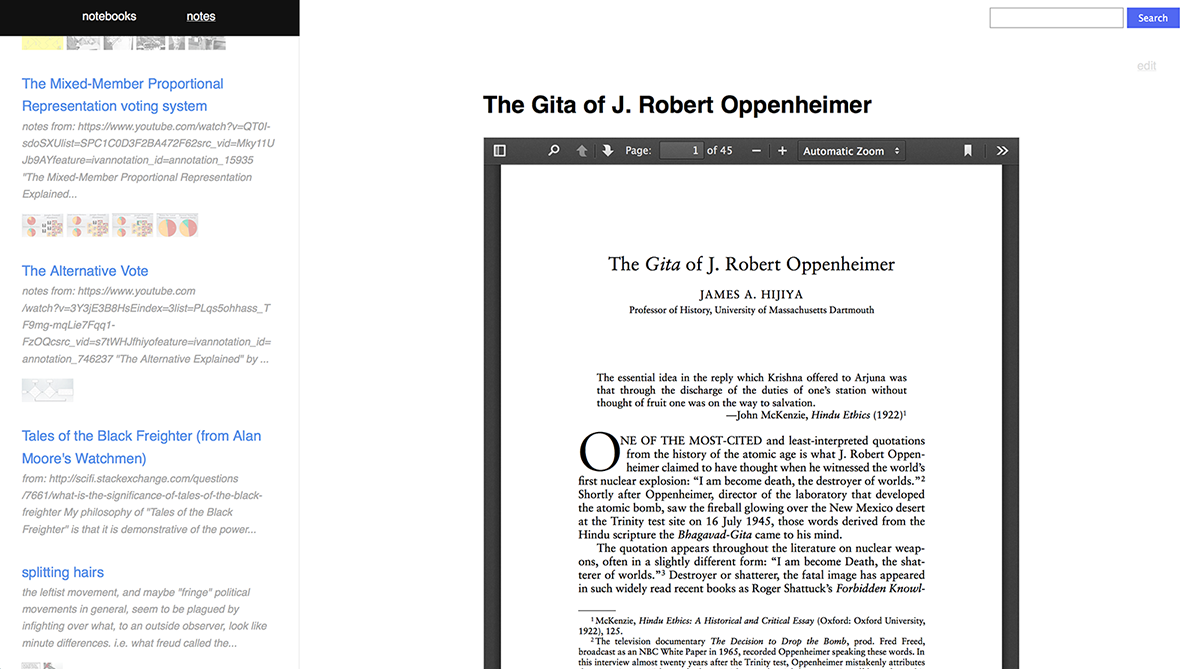 notebooks
notes
The Mixed-Member Proportional
Representation voting system
notes from: https://www.youtube.com/watch?v=QT0I-
sdoSXUlist=SPC1C0D3F2BA472F62src_vid=Mky11U
Jb9AYfeature=ivannotation_id=annotation_15935
"The Mixed-Member Proportional Representation
Explained...
The Alternative Vote
notes from: https://www.youtube.com
/watch?v=3Y3jE3B8HsEindex=3list=PLqs5ohhass_T
F9mg-mqLie7Fqq1-
FzOQcsrc_vid=s7tWHJfhiyofeature=ivannotation_id=
annotation_746237 "The Alternative Explained" by ...
Tales of the Black Freighter (from Alan
Moore's Watchmen)
from: http://scifi.stackexchange.com/questions
/7661/what-is-the-significance-of-tales-of-the-black-
freighter My philosophy of "Tales of the Black
Freighter" is that it is demonstrative of the power...
splitting hairs
the leftist movement, and maybe "fringe" political
movements in general, seem to be plagued by
infighting over what, to an outside observer, look like
minute differences. i.e. what freud called the...
Search
edit
The Gita of J. Robert Oppenheimer
Page: 1 of 45 − + Automatic Zoom
The Gita of J. Robert Oppenheimer
JAMES A. HIJIYA
Professor of History, University of Massachusetts Dartmouth
The essential idea in the reply which Krishna offered to Arjuna was
that through the discharge of the duties of one's station without
thought of fruit one was on the way to salvation.
—John McKenzie, Hindu Ethics (1922)¹
ONE OF THE MOST-CITED and least-interpreted quotations
from the history of the atomic age is what J. Robert Oppen-
heimer claimed to have thought when he witnessed the world's
first nuclear explosion: "I am become death, the destroyer of worlds."²
Shortly after Oppenheimer, director of the laboratory that developed
the atomic bomb, saw the fireball glowing over the New Mexico desert
at the Trinity test site on 16 July 1945, those words derived from the
Hindu scripture the Bhagavad-Gita came to his mind.
The quotation appears throughout the literature on nuclear weap-
ons, often in a slightly different form: "I am become Death, the shat-
terer of worlds."³ Destroyer or shatterer, the fatal image has appeared
in such widely read recent books as Roger Shattuck's Forbidden Knowl-
¹McKenzie, Hindu Ethics: A Historical and Critical Essay (Oxford: Oxford University,
1922), 125.
²The television documentary The Decision to Drop the Bomb, prod. Fred Freed,
broadcast as an NBC White Paper in 1965, recorded Oppenheimer speaking these words. In
this interview almost twenty years after the Trinity test, Oppenheimer mistakenly attributes